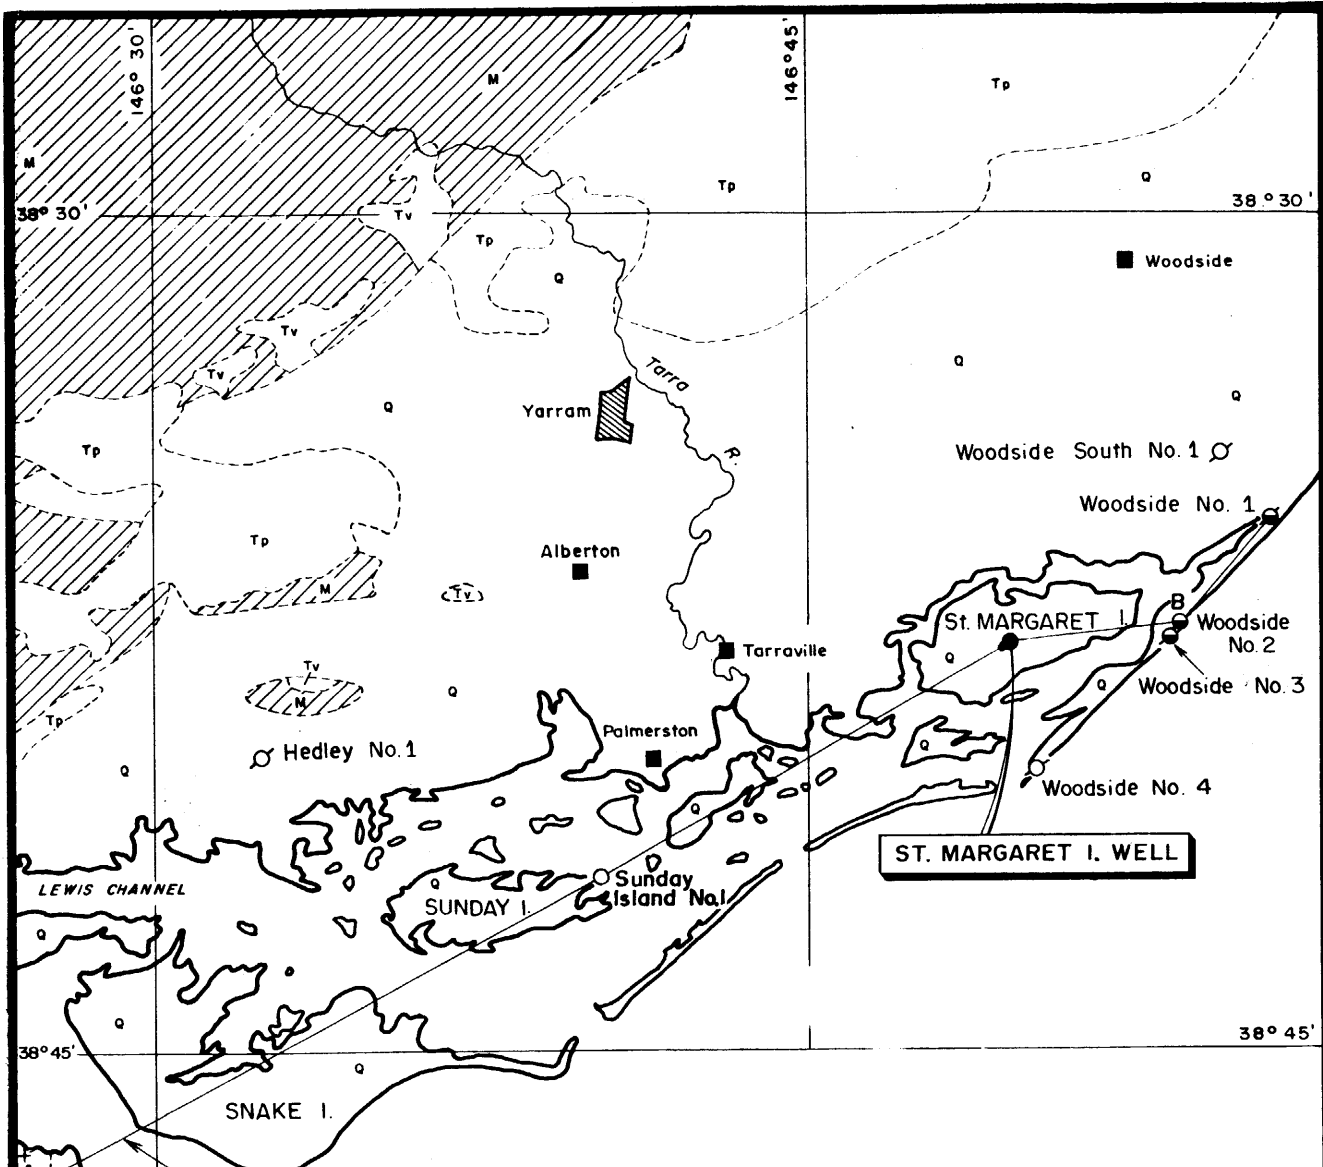 146° 30'
146°45'
M
Tp
M
Tp
Q
38° 30'
38° 30'
Tv
Tp
Woodside
Q
Tv
Q
Tv
Tarra
R.
Q
Yarram
Q
Tp
Woodside South No. 1
Woodside No. 1
Tp
Alberton
M
Tv
B
St. MARGARET I.
Woodside
No. 2
Q
Tarraville
Tv
Q
M
Q
Woodside No. 3
Tp
Palmerston
Q
Hedley No. 1
Q
Woodside No. 4
Q
ST. MARGARET I. WELL
LEWIS CHANNEL
Q
Sunday
Island No.1
SUNDAY I.
Q
Q
38° 45'
38° 45'
Q
SNAKE I.